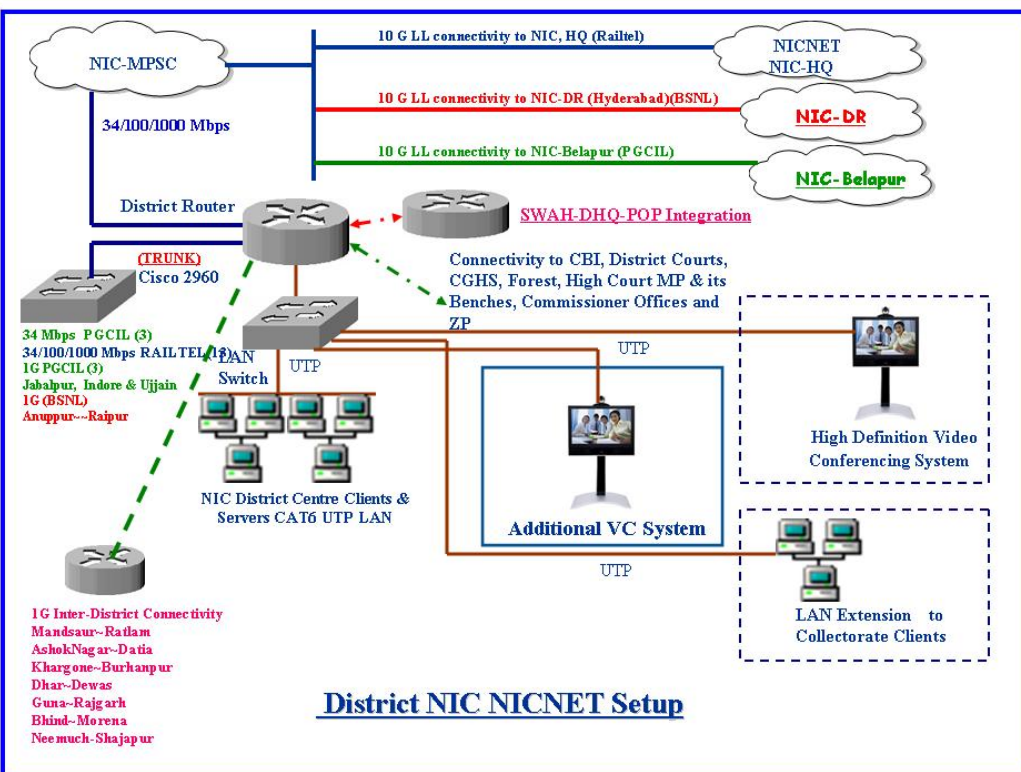 10 G LL connectivity to NIC, HQ (Railtel)
NIC-MPSC
NICNET
NIC-HQ
10 G LL connectivity to NIC-DR (Hyderabad)(BSNL)
NIC-DR
34/100/1000 Mbps
10 G LL connectivity to NIC-Belapur (PGCIL)
NIC-Belapur
District Router
SWAH-DHQ-POP Integration
(TRUNK)
Cisco 2960
Connectivity to CBI, District Courts,
CGHS, Forest, High Court MP & its
Benches, Commissioner Offices and
ZP
34 Mbps PGCIL (3)
34/100/1000 Mbps RAILTEL (13)
1G PGCIL (3)
Jabalpur, Indore & Ujjain
1G (BSNL)
Anuppur~~Raipur
LAN
Switch
UTP
UTP
High Definition Video
Conferencing System
NIC District Centre Clients &
Servers CAT6 UTP LAN
Additional VC System
UTP
LAN Extension to
Collectorate Clients
1G Inter-District Connectivity
Mandsaur~Ratlam
AshokNagar~Datia
Khargone~Burhanpur
Dhar~Dewas
Guna~Rajgarh
Bhind~Morena
Neemuch-Shajapur
District NIC NICNET Setup